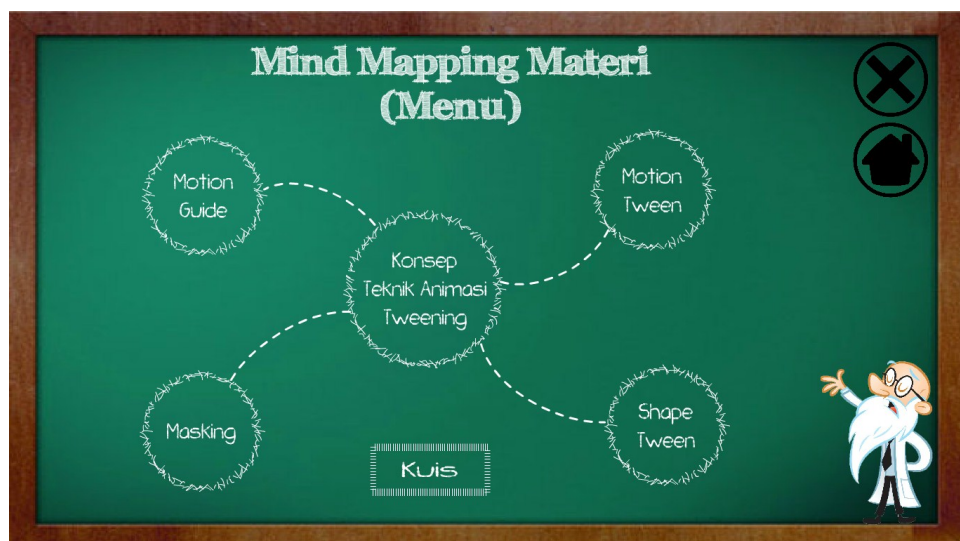 Mind Mapping Materi
(Menu)
Motion
Guide
Motion
Tween
Konsep
Teknik Animasi
Tweening
Masking
Shape
Tween
Kuis